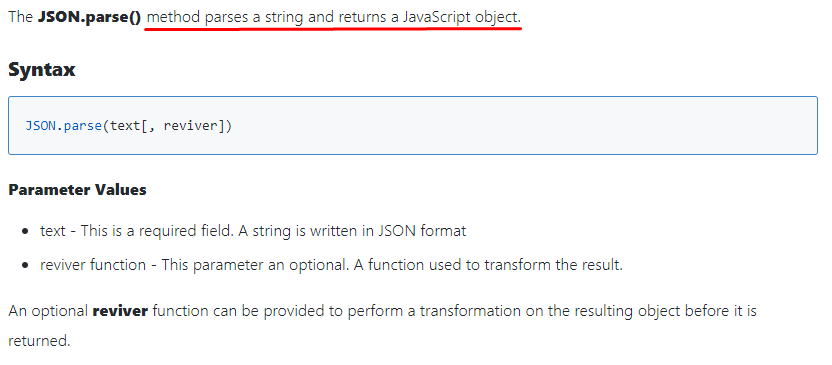 The JSON.parse() method parses a string and returns a JavaScript object.
Syntax
JSON.parse(text[, reviver])
Parameter Values
• text - This is a required field. A string is written in JSON format
• reviver function - This parameter an optional. A function used to transform the result.
An optional reviver function can be provided to perform a transformation on the resulting object before it is
returned.